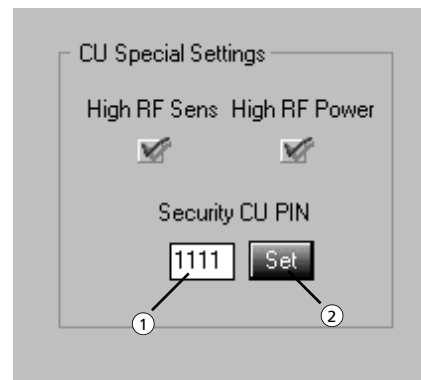 CU Special Settings
High RF Sens High RF Power
Security CU PIN
1111 Set
1 2